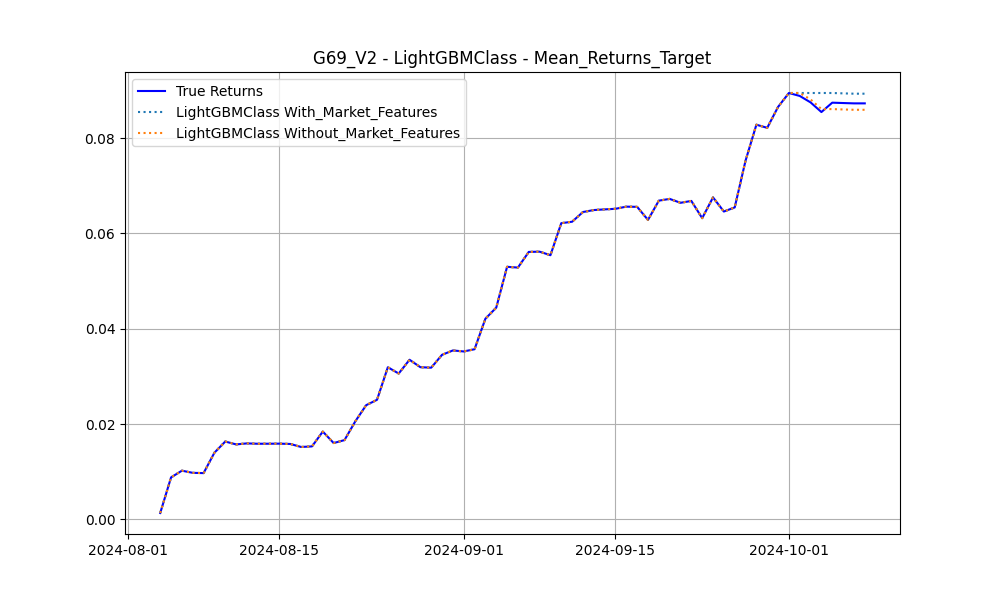 G69_V2 - LightGBMClass - Mean_Returns_Target
True Returns
LightGBMClass With_Market_Features
LightGBMClass Without_Market_Features
0.08
0.06
0.04
0.02
0.00
2024-08-01 2024-08-15 2024-09-01 2024-09-15 2024-10-01